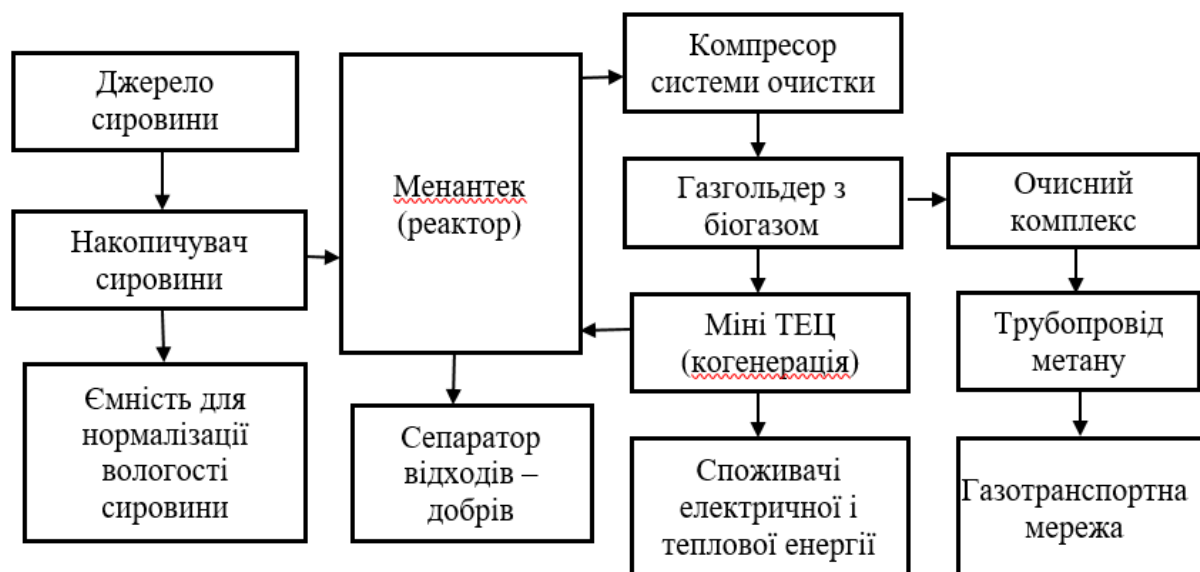 Джерело
сировини
Накопичувач
сировини
Ємність для
нормалізації
вологості
сировини
Менантек
(реактор)
Сепаратор
відходів –
добрів
Компресор
системи очистки
Газгольдер з
біогазом
Міні ТЕЦ
(когенерація)
Споживачі
електричної і
теплової енергії
Очисний
комплекс
Трубопровід
метану
Газотранспортна
мережа